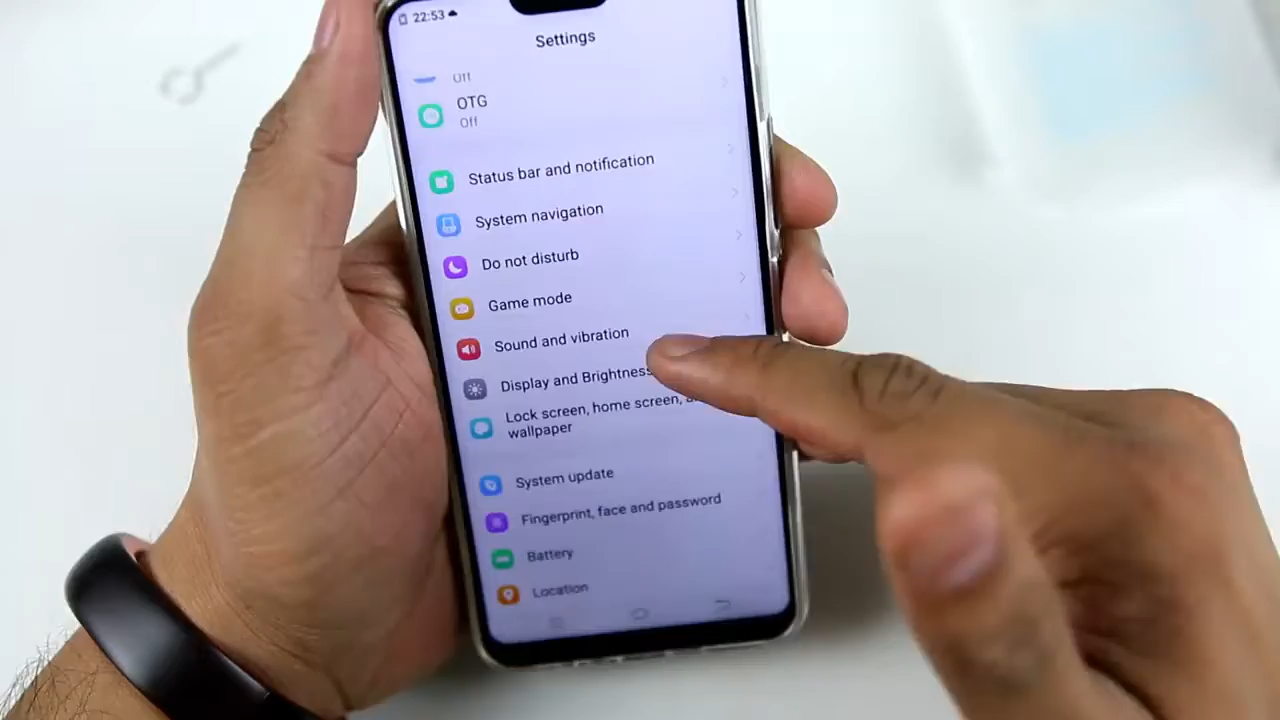 22:53
Settings
Off
OTG
Off
Status bar and notification
System navigation
Do not disturb
Game mode
Sound and vibration
Display and Brightness
Lock screen, home screen,
wallpaper
System update
Fingerprint, face and password
Battery
Location